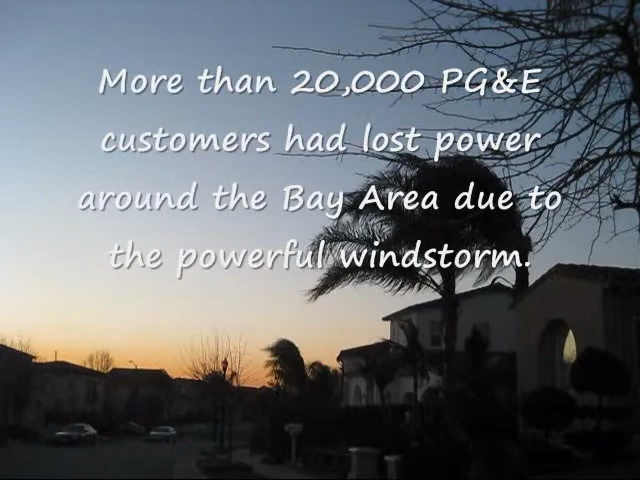 More than 20,000 PG&E
customers had lost power
around the Bay Area due to
the powerful windstorm.